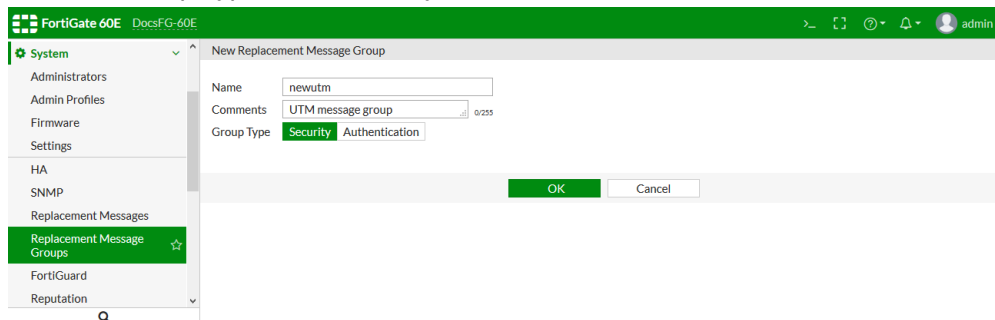 FortiGate 60E DocsFG-60E >_ admin
System
Administrators
Admin Profiles
Firmware
Settings
HA
SNMP
Replacement Messages
Replacement Message
Groups
FortiGuard
Reputation
New Replacement Message Group
Name newutm
Comments UTM message group 0/255
Group Type Security Authentication
OK Cancel